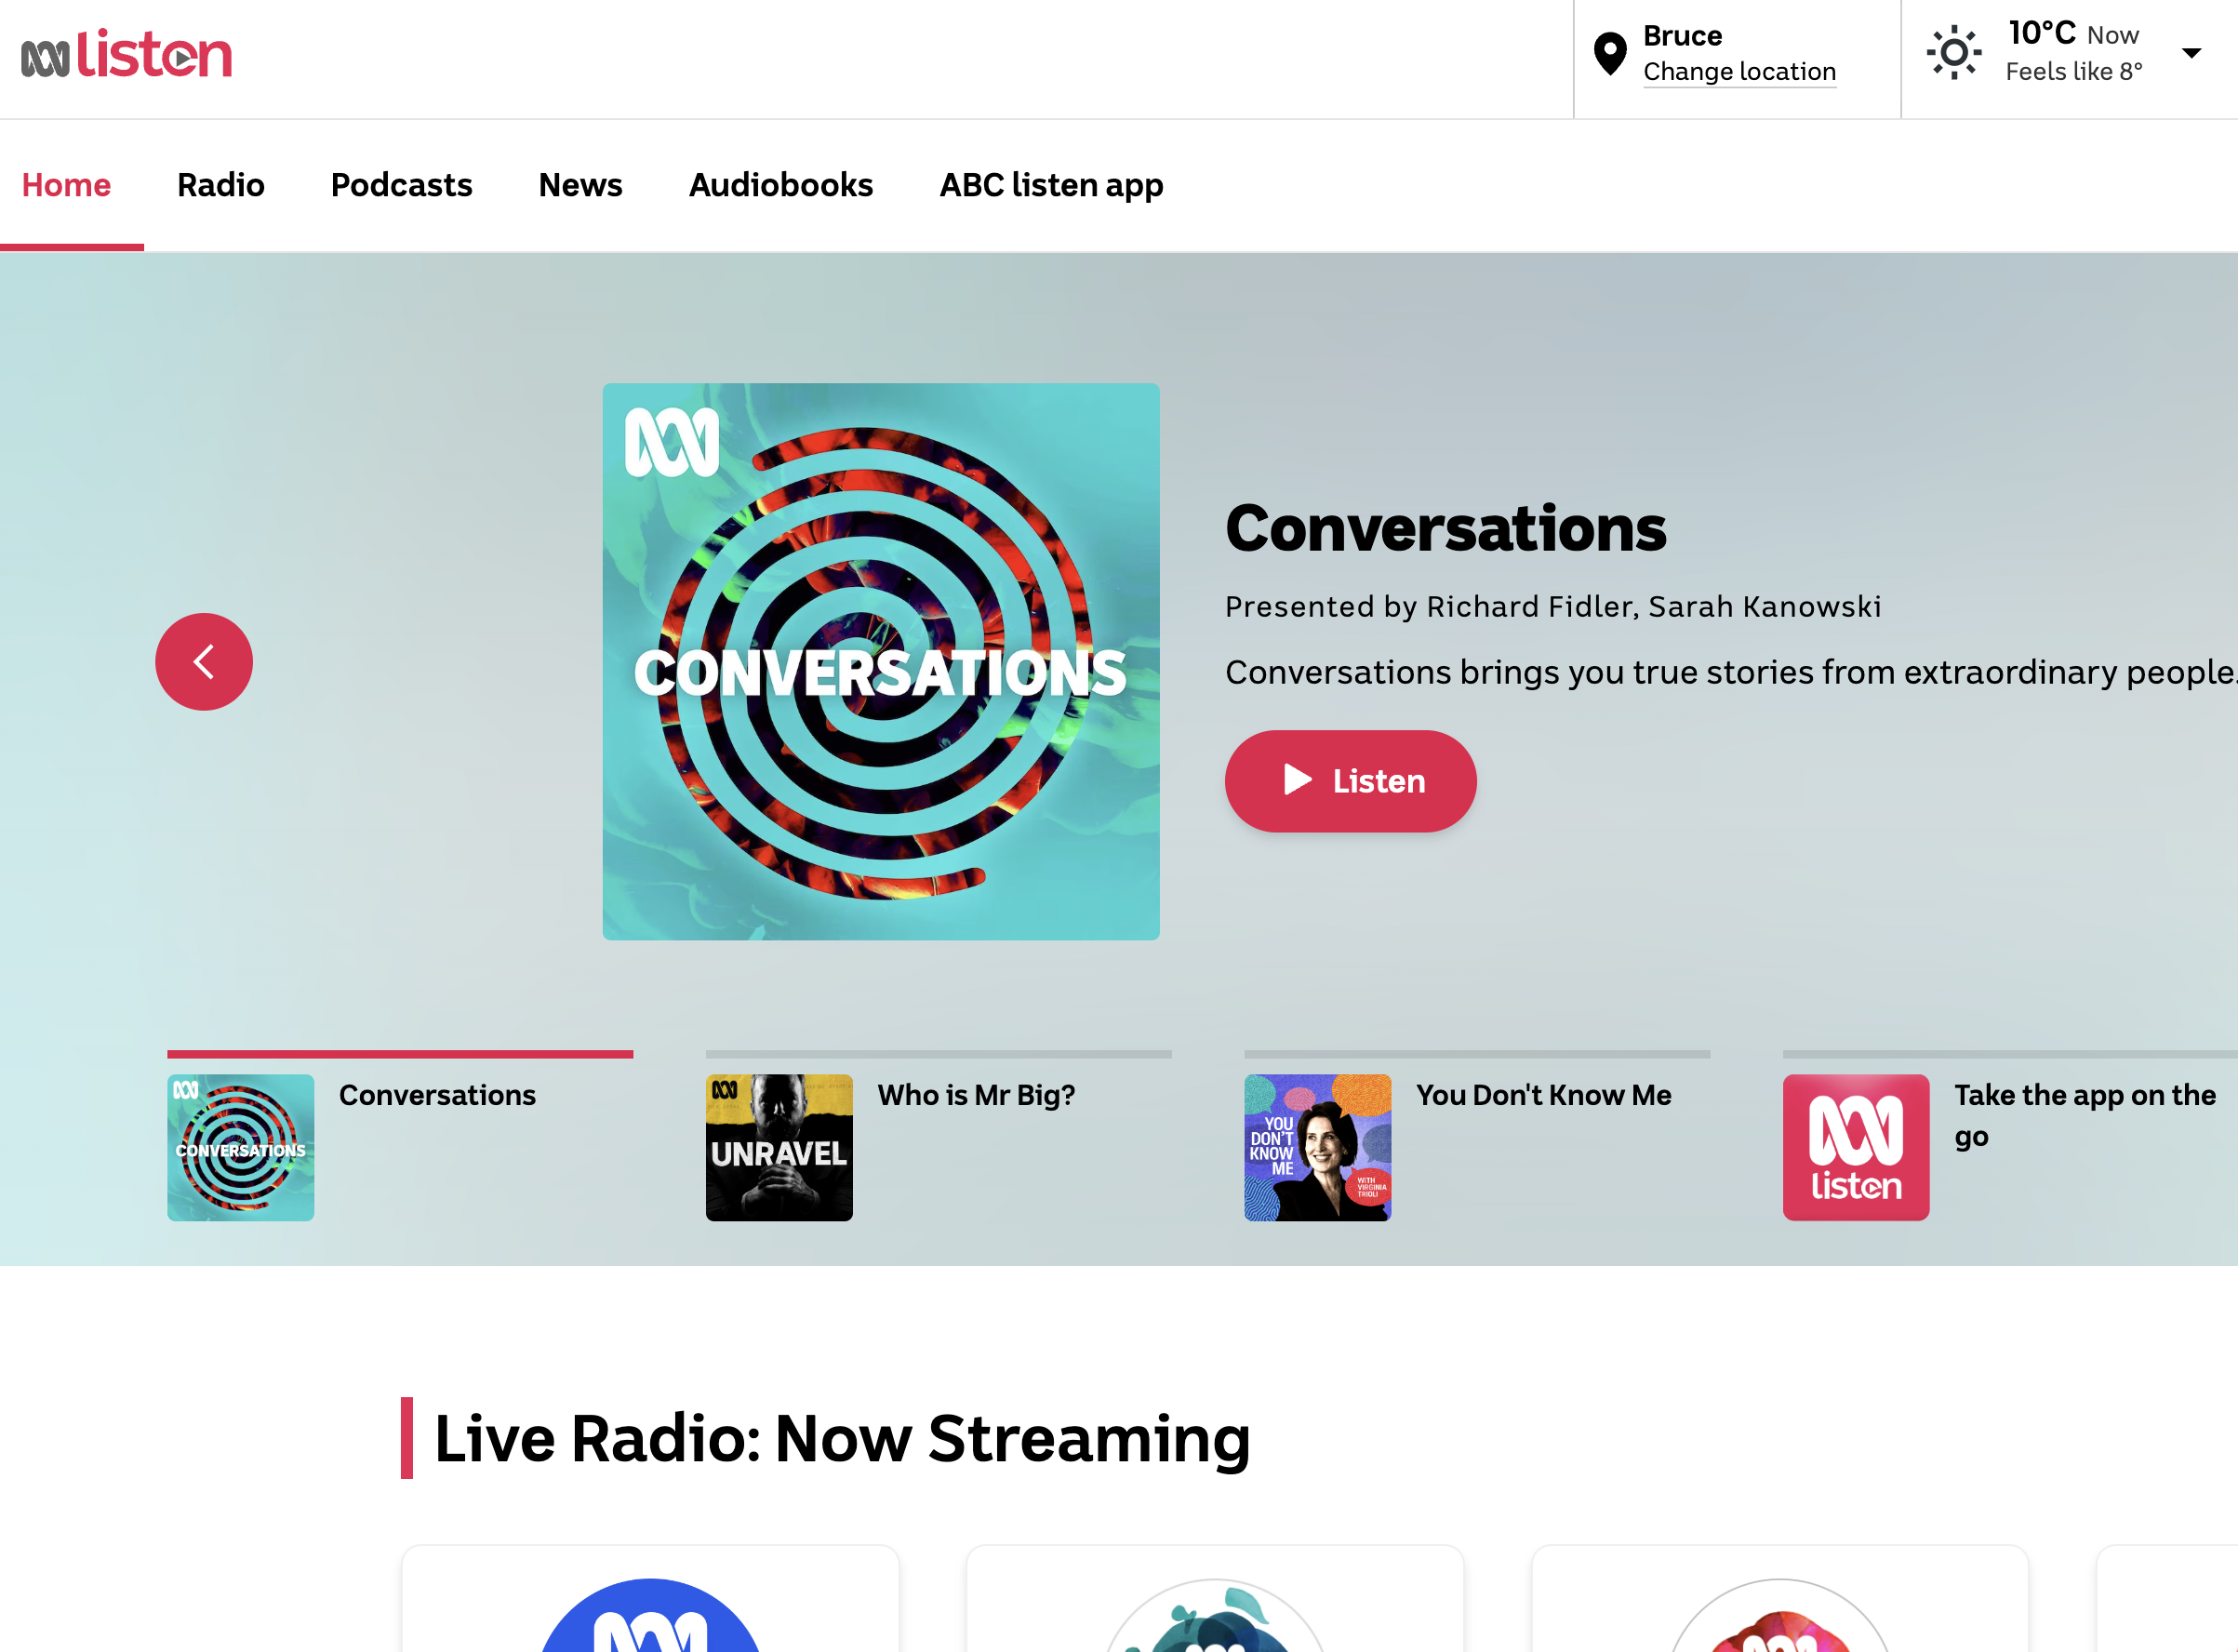 listen
Bruce
Change location
10°C Now
Feels like 8°
Home
Radio
Podcasts
News
Audiobooks
ABC listen app
CONVERSATIONS
Conversations
Presented by Richard Fidler, Sarah Kanowski
Conversations brings you true stories from extraordinary people.
Listen
CONVERSATIONS
Conversations
UNRAVEL
Who is Mr Big?
YOU
DON'T
KNOW
ME
WITH
VIRGINIA
TRIOLI
You Don't Know Me
listen
Take the app on the
go
Live Radio: Now Streaming